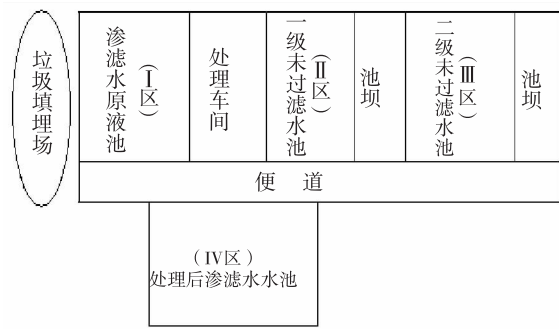 垃圾填埋场
渗滤水原液池
（Ⅰ区）
处理车间
一级未过滤水池
（Ⅱ区）
池坝
二级未过滤水池
（Ⅲ区）
池坝
便 道
（Ⅳ区）
处理后渗滤水水池